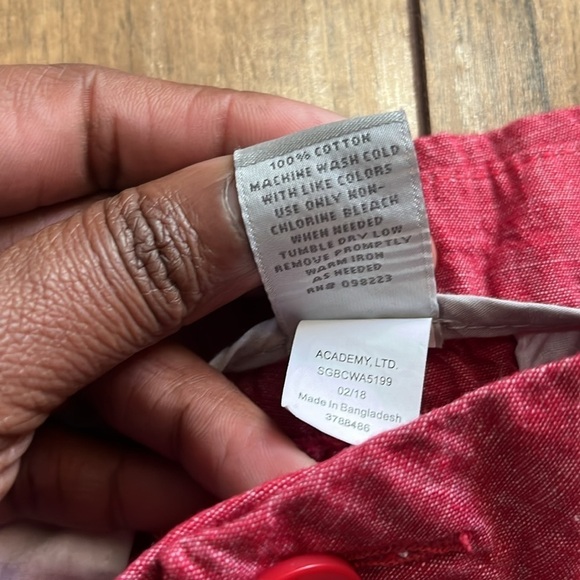 100% COTTON
MACHINE WASH COLD
WITH LIKE COLORS
USE ONLY NON-
CHLORINE BLEACH
WHEN NEEDED
TUMBLE DRY LOW
REMOVE PROMPTLY
WARM IRON
AS NEEDED
RN# 098223
ACADEMY, LTD.
SGBCWA5199
02/18
Made In Bangladesh
3788486